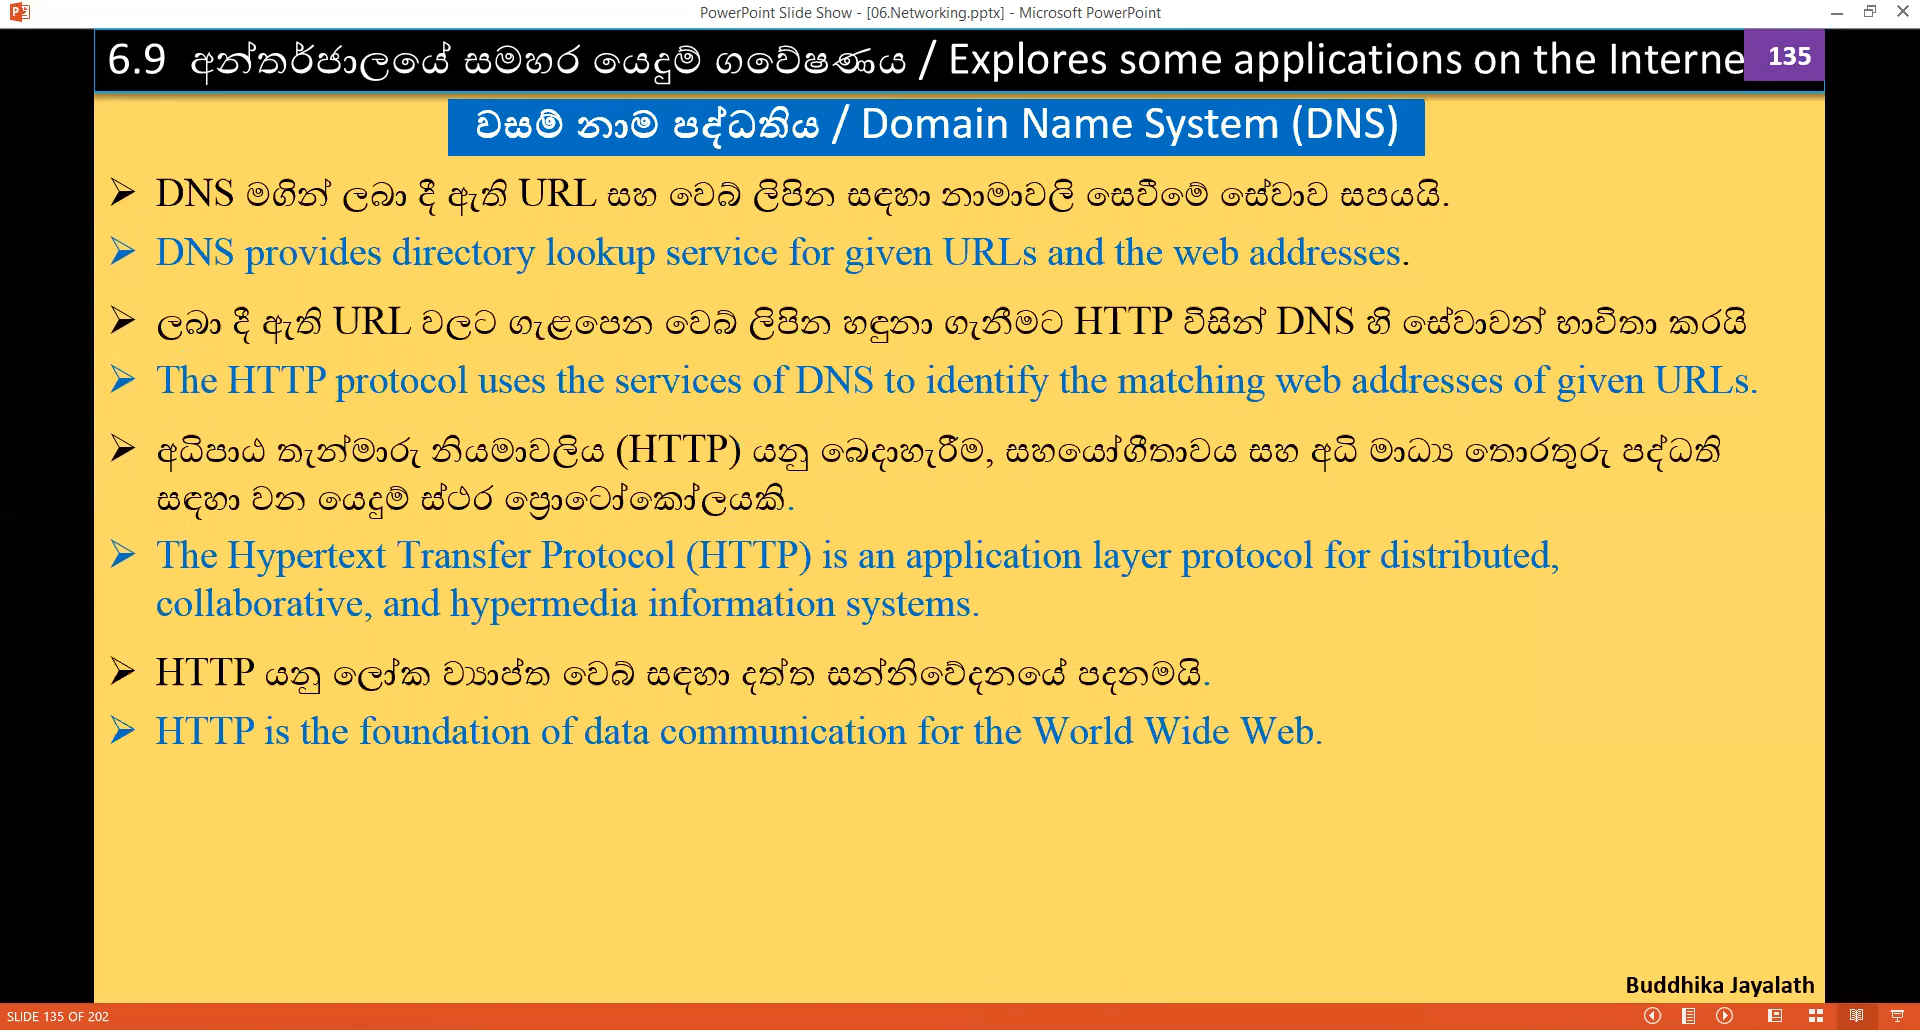 PowerPoint Slide Show - [06.Networking.pptx] - Microsoft PowerPoint
6.9 අන්තර්ජාලයේ සමහර යෙදුම් ගවේෂණය / Explores some applications on the Interne
135
වසම් නාම පද්ධතිය / Domain Name System (DNS)
DNS මගින් ලබා දී ඇති URL සහ වෙබ් ලිපින සඳහා නාමාවලි සෙවීමේ සේවාව සපයයි.
DNS provides directory lookup service for given URLs and the web addresses.
ලබා දී ඇති URL වලට ගැළපෙන වෙබ් ලිපින හඳුනා ගැනීමට HTTP විසින් DNS හි සේවාවන් භාවිතා කරයි
The HTTP protocol uses the services of DNS to identify the matching web addresses of given URLs.
අධිපාඨ තැන්මාරු නියමාවලිය (HTTP) යනු බෙදාහැරීම, සහයෝගීතාවය සහ අධි මාධ්‍ය තොරතුරු පද්ධති
සඳහා වන යෙදුම් ස්ථර ප්‍රොටෝකෝලයකි.
The Hypertext Transfer Protocol (HTTP) is an application layer protocol for distributed,
collaborative, and hypermedia information systems.
HTTP යනු ලෝක ව්‍යාප්ත වෙබ් සඳහා දත්ත සන්නිවේදනයේ පදනමයි.
HTTP is the foundation of data communication for the World Wide Web.
Buddhika Jayalath
SLIDE 135 OF 202